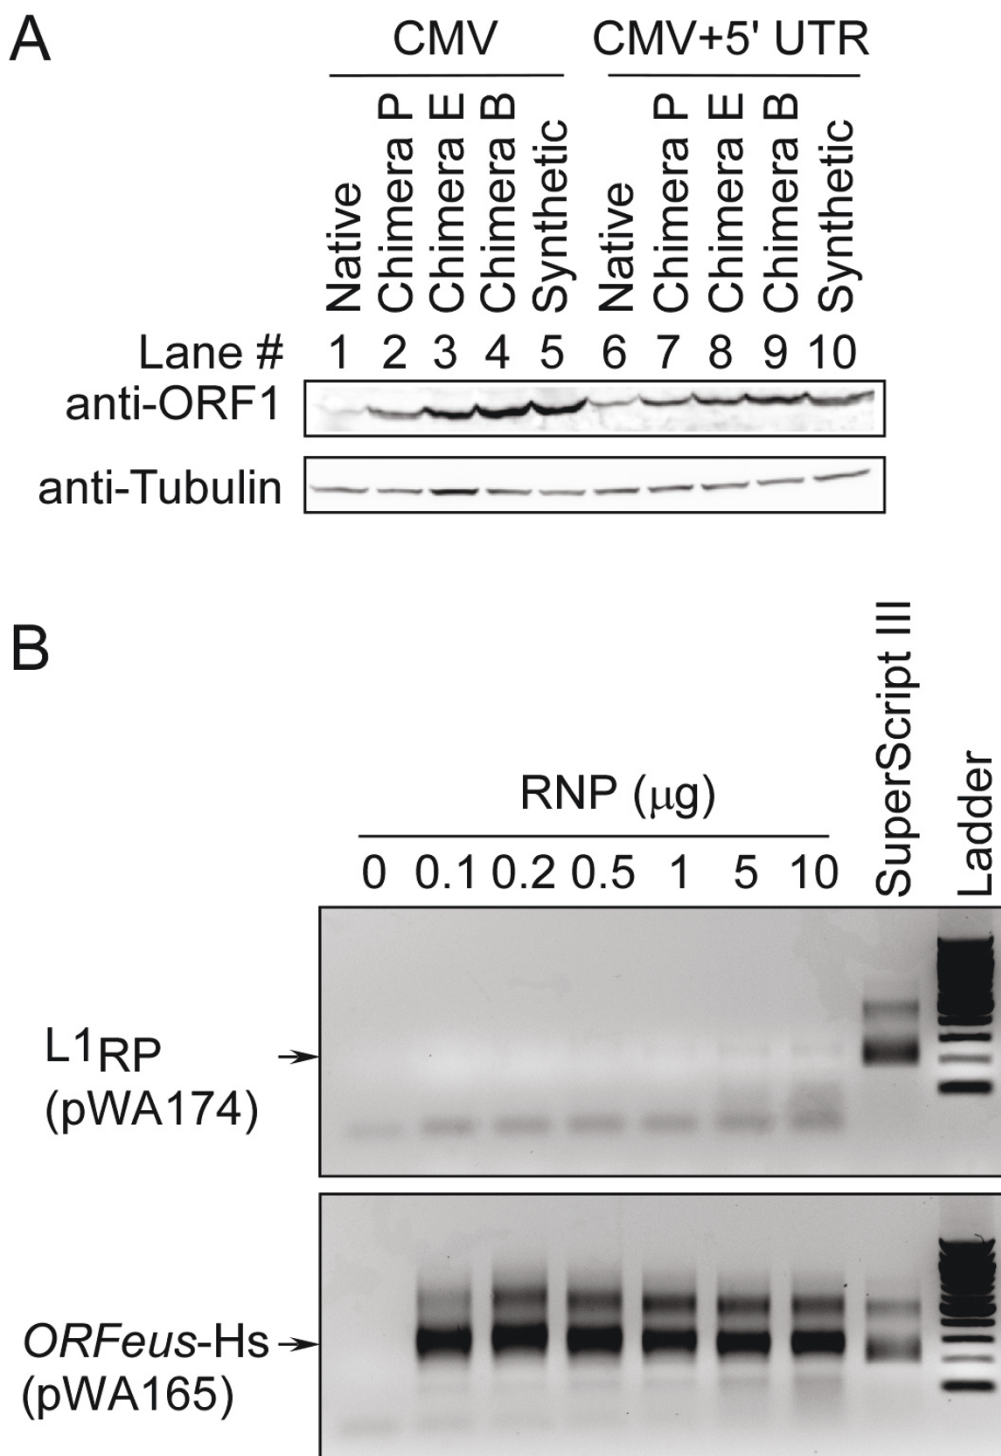 A
CMV CMV+5' UTR
Native Chimera P Chimera E Chimera B Synthetic Native Chimera P Chimera E Chimera B Synthetic
Lane # 1 2 3 4 5 6 7 8 9 10
anti-ORF1
anti-Tubulin
B
RNP (μg) SuperScript III Ladder
0 0.1 0.2 0.5 1 5 10
L1RP
(pWA174)
ORFeus-Hs
(pWA165)